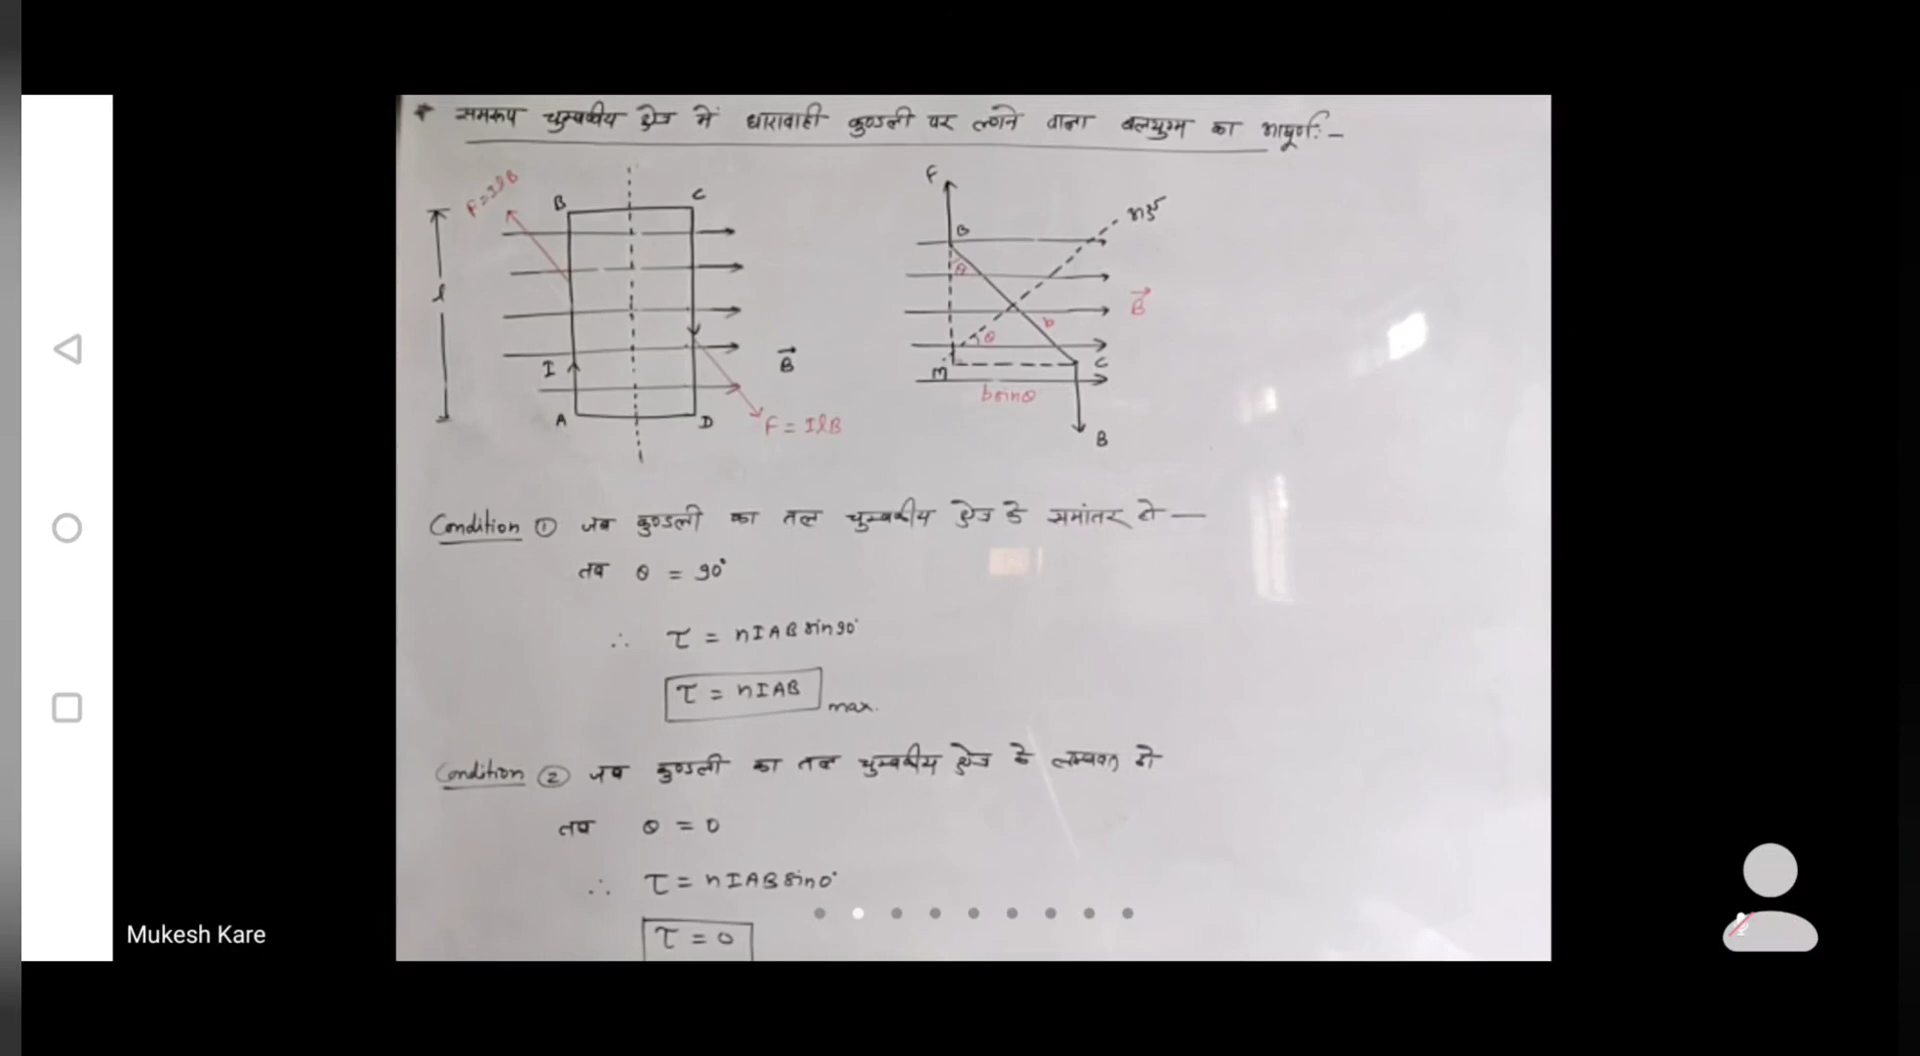 * समरूप चुम्बकीय क्षेत्र में धारावाही कुण्डली पर लगने वाला बलयुग्म का आघूर्ण:-
F=IlB
B
C
l
I
A
D
B⃗
F = IlB
F
B
θ
अक्ष
B⃗
b
θ
M
C
bsinθ
B
Condition ① जब कुण्डली का तल चुम्बकीय क्षेत्र के समांतर हो —
तब θ = 90°
∴ τ = nIAB sin90°
τ = nIAB max.
Condition ② जब कुण्डली का तल चुम्बकीय क्षेत्र के लम्बवत हो
तब θ = 0
∴ τ = nIAB sin0°
τ = 0
Mukesh Kare